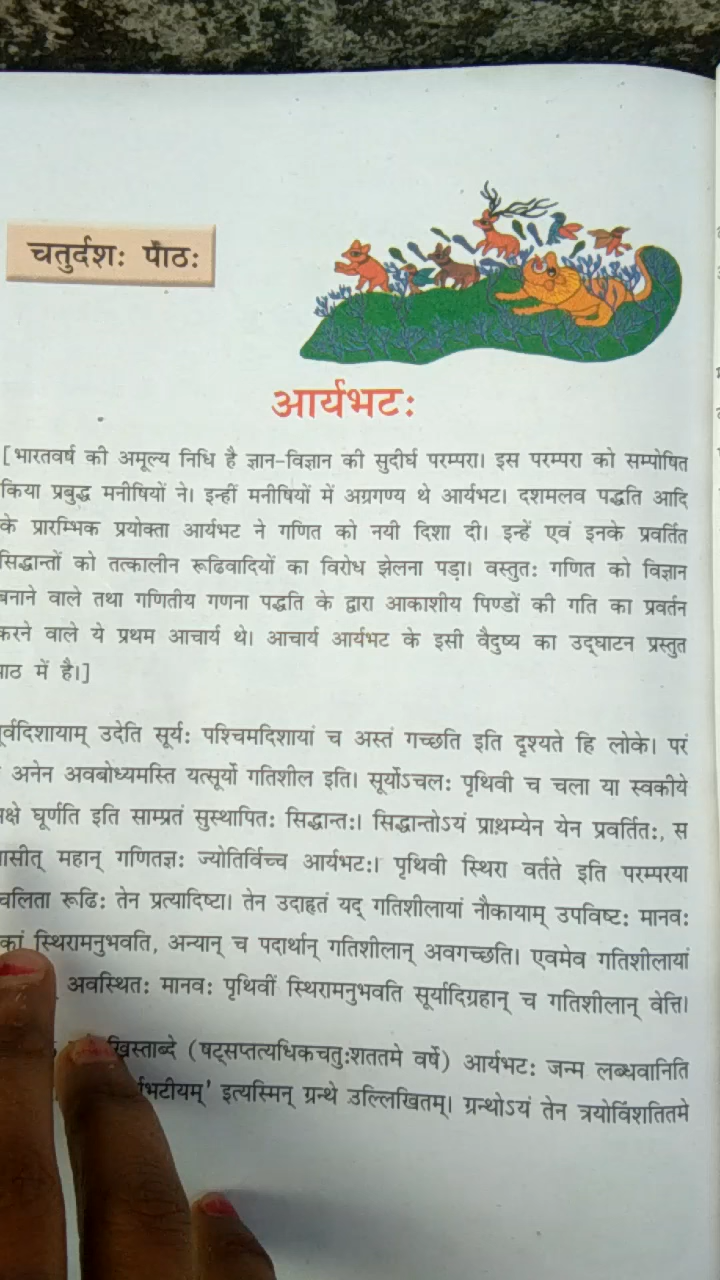 चतुर्दशः पाठः
आर्यभटः
[भारतवर्ष की अमूल्य निधि है ज्ञान-विज्ञान की सुदीर्घ परम्परा। इस परम्परा को सम्पोषित
किया प्रबुद्ध मनीषियों ने। इन्हीं मनीषियों में अग्रगण्य थे आर्यभट। दशमलव पद्धति आदि
के प्रारम्भिक प्रयोक्ता आर्यभट ने गणित को नयी दिशा दी। इन्हें एवं इनके प्रवर्तित
सिद्धान्तों को तत्कालीन रूढिवादियों का विरोध झेलना पड़ा। वस्तुतः गणित को विज्ञान
बनाने वाले तथा गणितीय गणना पद्धति के द्वारा आकाशीय पिण्डों की गति का प्रवर्तन
करने वाले ये प्रथम आचार्य थे। आचार्य आर्यभट के इसी वैदुष्य का उद्घाटन प्रस्तुत
पाठ में है।]
उदेति सूर्यः पश्चिमदिशायां च अस्तं गच्छति इति दृश्यते हि लोके। परं
अनेन अवबोध्यमस्ति यत्सूर्यो गतिशील इति। सूर्योऽचलः पृथिवी च चला या स्वकीये
घूर्णति इति साम्प्रतं सुस्थापितः सिद्धान्तः। सिद्धान्तोऽयं प्राथम्येन येन प्रवर्तितः, स
महान् गणितज्ञः ज्योतिर्विच्च आर्यभटः। पृथिवी स्थिरा वर्तते इति परम्परया
रूढिः तेन प्रत्यादिष्टा। तेन उदाहृतं यद् गतिशीलायां नौकायाम् उपविष्टः मानवः
स्थिरामनुभवति, अन्यान् च पदार्थान् गतिशीलान् अवगच्छति। एवमेव गतिशीलायां
अवस्थितः मानवः पृथिवीं स्थिरामनुभवति सूर्यादिग्रहान् च गतिशीलान् वेत्ति।
(षट्सप्तत्यधिकचतुःशततमे वर्षे) आर्यभटः जन्म लब्धवानिति
इत्यस्मिन् ग्रन्थे उल्लिखितम्। ग्रन्थोऽयं तेन त्रयोविंशतितमे